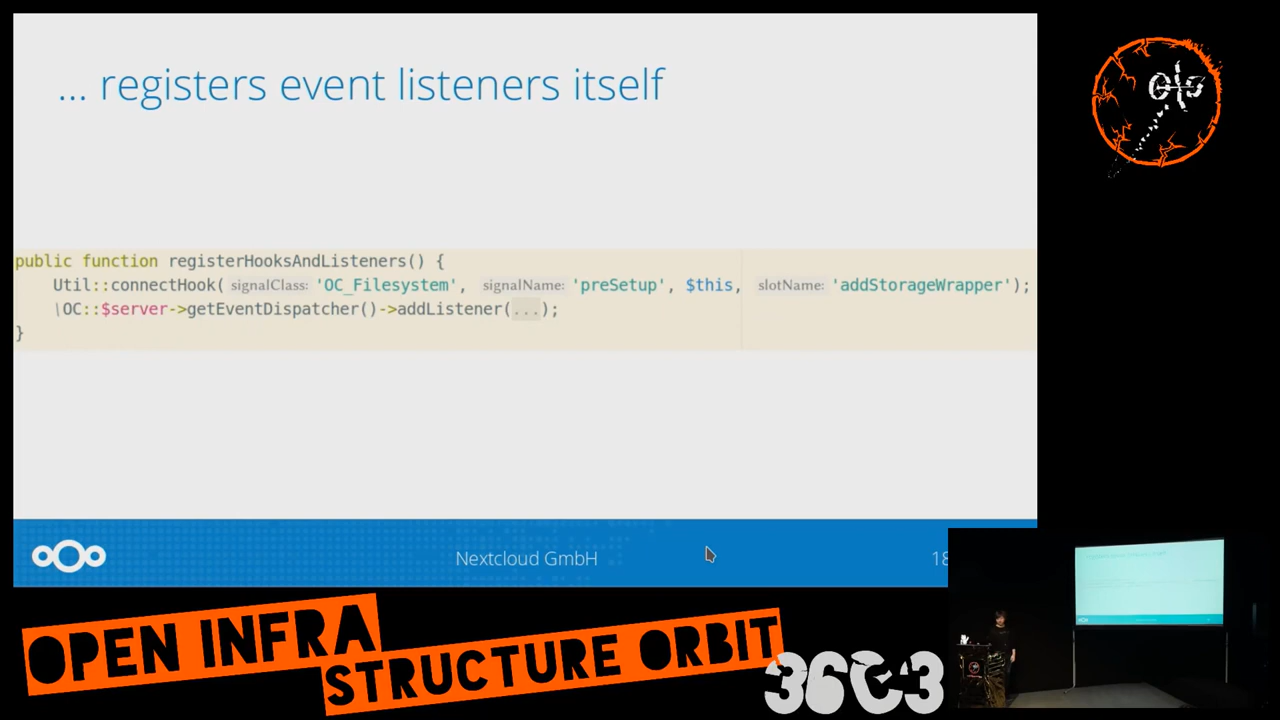 ... registers event listeners itself
OIO
public function registerHooksAndListeners() {
Util::connectHook( signalClass: 'OC_Filesystem', signalName: 'preSetup', $this, slotName: 'addStorageWrapper');
\OC::$server->getEventDispatcher()->addListener(...);
}
Nextcloud GmbH
18
OPEN INFRA
STRUCTURE ORBIT
36C3